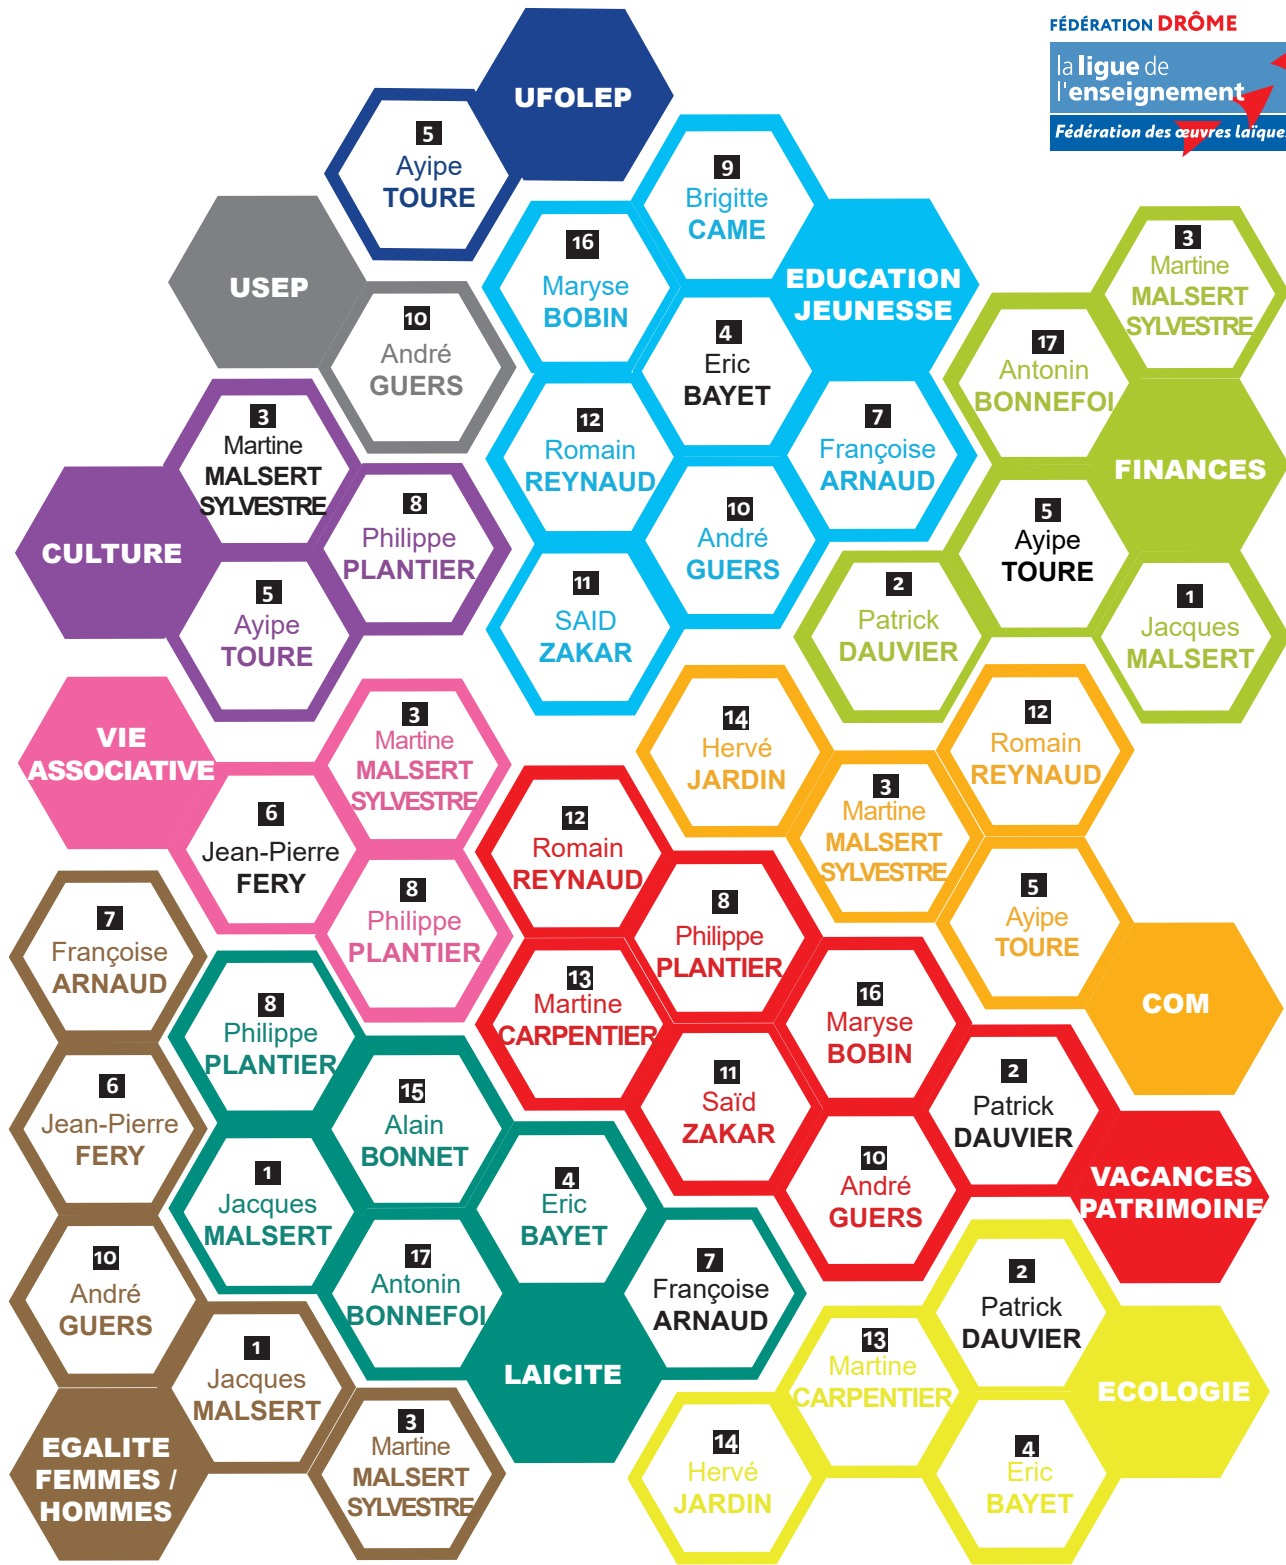 FÉDÉRATION DRÔME
la ligue de
l'enseignement
Fédération des œuvres laïques
UFOLEP
5
Ayipe
TOURE
USEP
10
André
GUERS
9
Brigitte
CAME
16
Maryse
BOBIN
EDUCATION
JEUNESSE
4
Eric
BAYET
12
Romain
REYNAUD
7
Françoise
ARNAUD
10
André
GUERS
11
SAID
ZAKAR
3
Martine
MALSERT
SYLVESTRE
17
Antonin
BONNEFOI
FINANCES
5
Ayipe
TOURE
2
Patrick
DAUVIER
1
Jacques
MALSERT
3
Martine
MALSERT
SYLVESTRE
CULTURE
8
Philippe
PLANTIER
5
Ayipe
TOURE
VIE
ASSOCIATIVE
3
Martine
MALSERT
SYLVESTRE
6
Jean-Pierre
FERY
8
Philippe
PLANTIER
14
Hervé
JARDIN
12
Romain
REYNAUD
3
Martine
MALSERT
SYLVESTRE
5
Ayipe
TOURE
COM
12
Romain
REYNAUD
8
Philippe
PLANTIER
13
Martine
CARPENTIER
16
Maryse
BOBIN
11
Saïd
ZAKAR
2
Patrick
DAUVIER
10
André
GUERS
VACANCES
PATRIMOINE
7
Françoise
ARNAUD
6
Jean-Pierre
FERY
10
André
GUERS
1
Jacques
MALSERT
3
Martine
MALSERT
SYLVESTRE
EGALITE
FEMMES /
HOMMES
8
Philippe
PLANTIER
15
Alain
BONNET
1
Jacques
MALSERT
4
Eric
BAYET
17
Antonin
BONNEFOI
7
Françoise
ARNAUD
LAICITE
2
Patrick
DAUVIER
13
Martine
CARPENTIER
ECOLOGIE
14
Hervé
JARDIN
4
Eric
BAYET